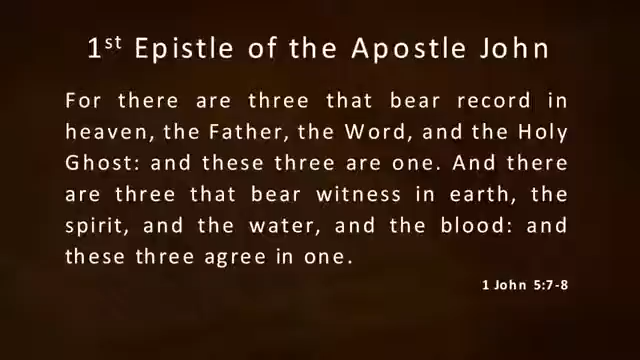 1st Epistle of the Apostle John
For there are three that bear record in
heaven, the Father, the Word, and the Holy
Ghost: and these three are one. And there
are three that bear witness in earth, the
spirit, and the water, and the blood: and
these three agree in one.
1 John 5:7-8